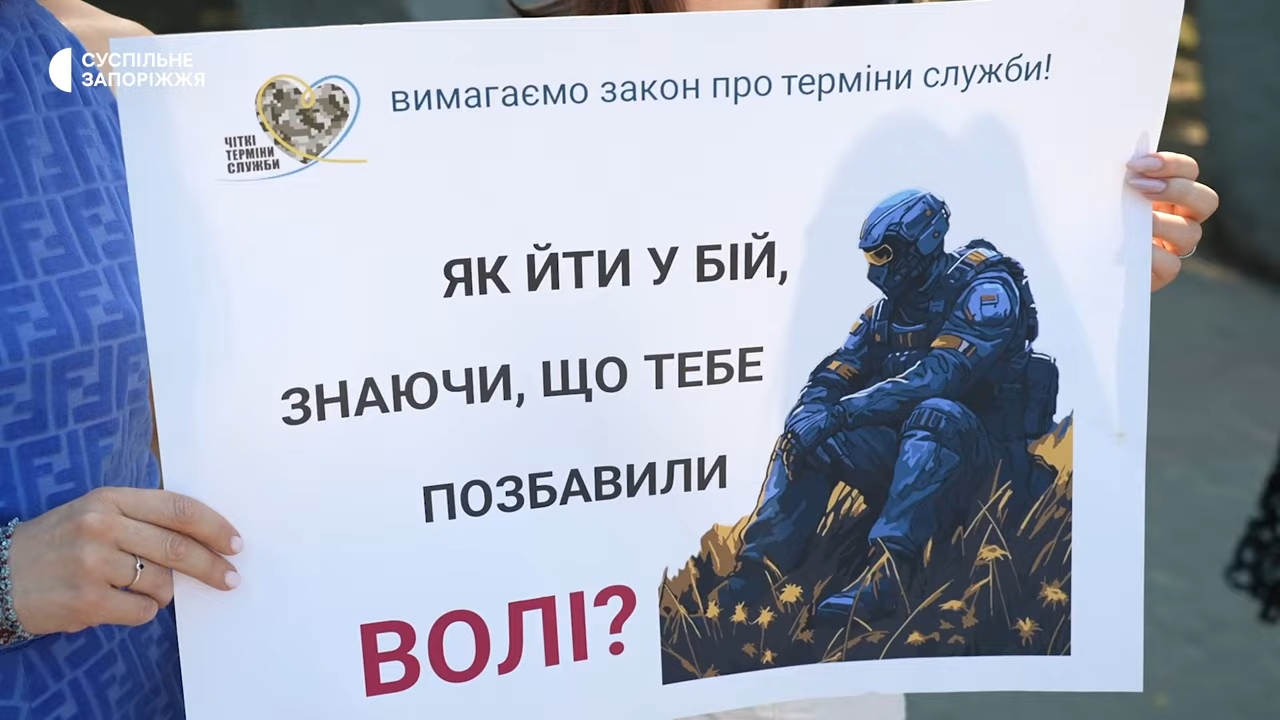 СУСПІЛЬНЕ
ЗАПОРІЖЖЯ
вимагаємо закон про терміни служби!
ЧІТКІ
ТЕРМІНИ
СЛУЖБИ
ЯК ЙТИ У БІЙ,
ЗНАЮЧИ, ЩО ТЕБЕ
ПОЗБАВИЛИ
ВОЛІ?